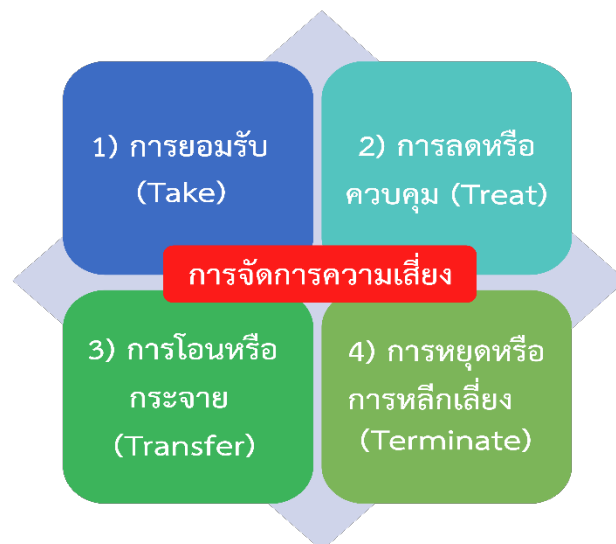 1) การยอมรับ
(Take)
2) การลดหรือ
ควบคุม (Treat)
การจัดการความเสี่ยง
3) การโอนหรือ
กระจาย
(Transfer)
4) การหยุดหรือ
การหลีกเลี่ยง
(Terminate)